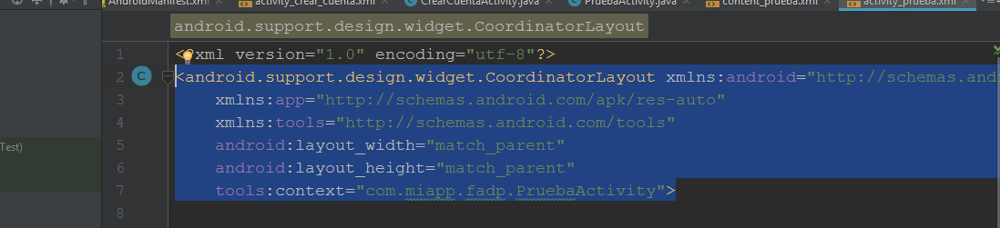 AndroidManifest.xml activity_crear_cuenta.xml CrearCuentaActivity.java PruebaActivity.java content_prueba.xml activity_prueba.xml
android.support.design.widget.CoordinatorLayout
1 <?xml version="1.0" encoding="utf-8"?>
2 <android.support.design.widget.CoordinatorLayout xmlns:android="http://schemas.and
3 xmlns:app="http://schemas.android.com/apk/res-auto"
4 xmlns:tools="http://schemas.android.com/tools"
Test) 5 android:layout_width="match_parent"
6 android:layout_height="match_parent"
7 tools:context="com.miapp.fadp.PruebaActivity">
8